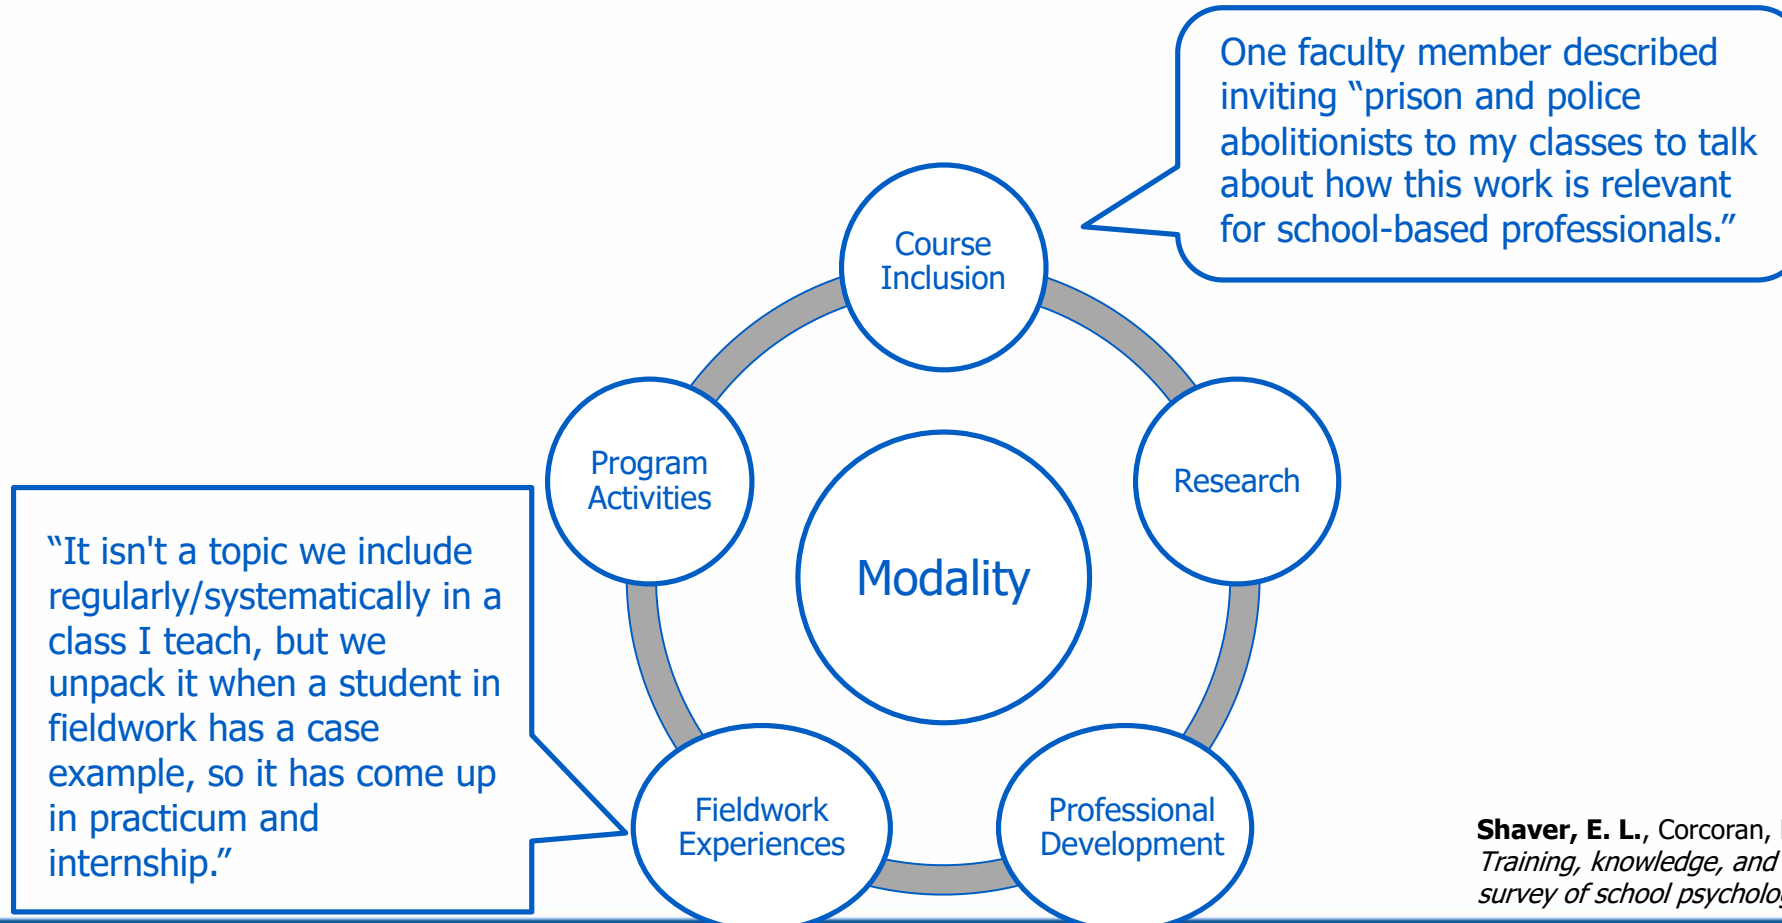 One faculty member described
inviting “prison and police
abolitionists to my classes to talk
about how this work is relevant
for school-based professionals.”
Course
Inclusion
Program
Activities
Research
Modality
“It isn't a topic we include
regularly/systematically in a
class I teach, but we
unpack it when a student in
fieldwork has a case
example, so it has come up
in practicum and
internship.”
Fieldwork
Experiences
Professional
Development
Shaver, E. L., Corcoran,
Training, knowledge, and
survey of school